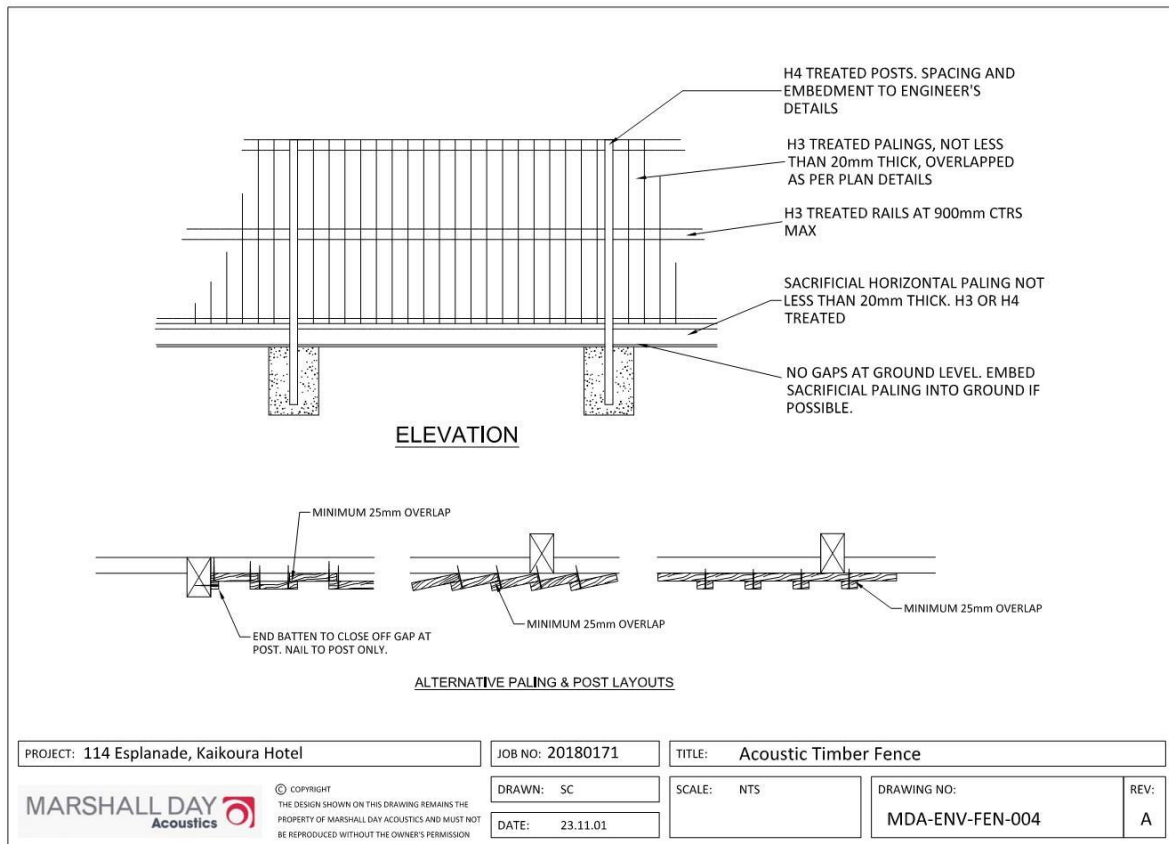 H4 TREATED POSTS. SPACING AND
EMBEDMENT TO ENGINEER'S
DETAILS
H3 TREATED PALINGS, NOT LESS
THAN 20mm THICK, OVERLAPPED
AS PER PLAN DETAILS
H3 TREATED RAILS AT 900mm CTRS
MAX
SACRIFICIAL HORIZONTAL PALING NOT
LESS THAN 20mm THICK. H3 OR H4
TREATED
NO GAPS AT GROUND LEVEL. EMBED
SACRIFICIAL PALING INTO GROUND IF
POSSIBLE.
ELEVATION
MINIMUM 25mm OVERLAP
END BATTEN TO CLOSE OFF GAP AT
POST. NAIL TO POST ONLY.
MINIMUM 25mm OVERLAP
MINIMUM 25mm OVERLAP
ALTERNATIVE PALING & POST LAYOUTS
PROJECT: 114 Esplanade, Kaikoura Hotel
JOB NO: 20180171
TITLE: Acoustic Timber Fence
MARSHALL DAY
Acoustics
© COPYRIGHT
THE DESIGN SHOWN ON THIS DRAWING REMAINS THE
PROPERTY OF MARSHALL DAY ACOUSTICS AND MUST NOT
BE REPRODUCED WITHOUT THE OWNER'S PERMISSION
DRAWN: SC
DATE: 23.11.01
SCALE: NTS
DRAWING NO:
MDA-ENV-FEN-004
REV:
A